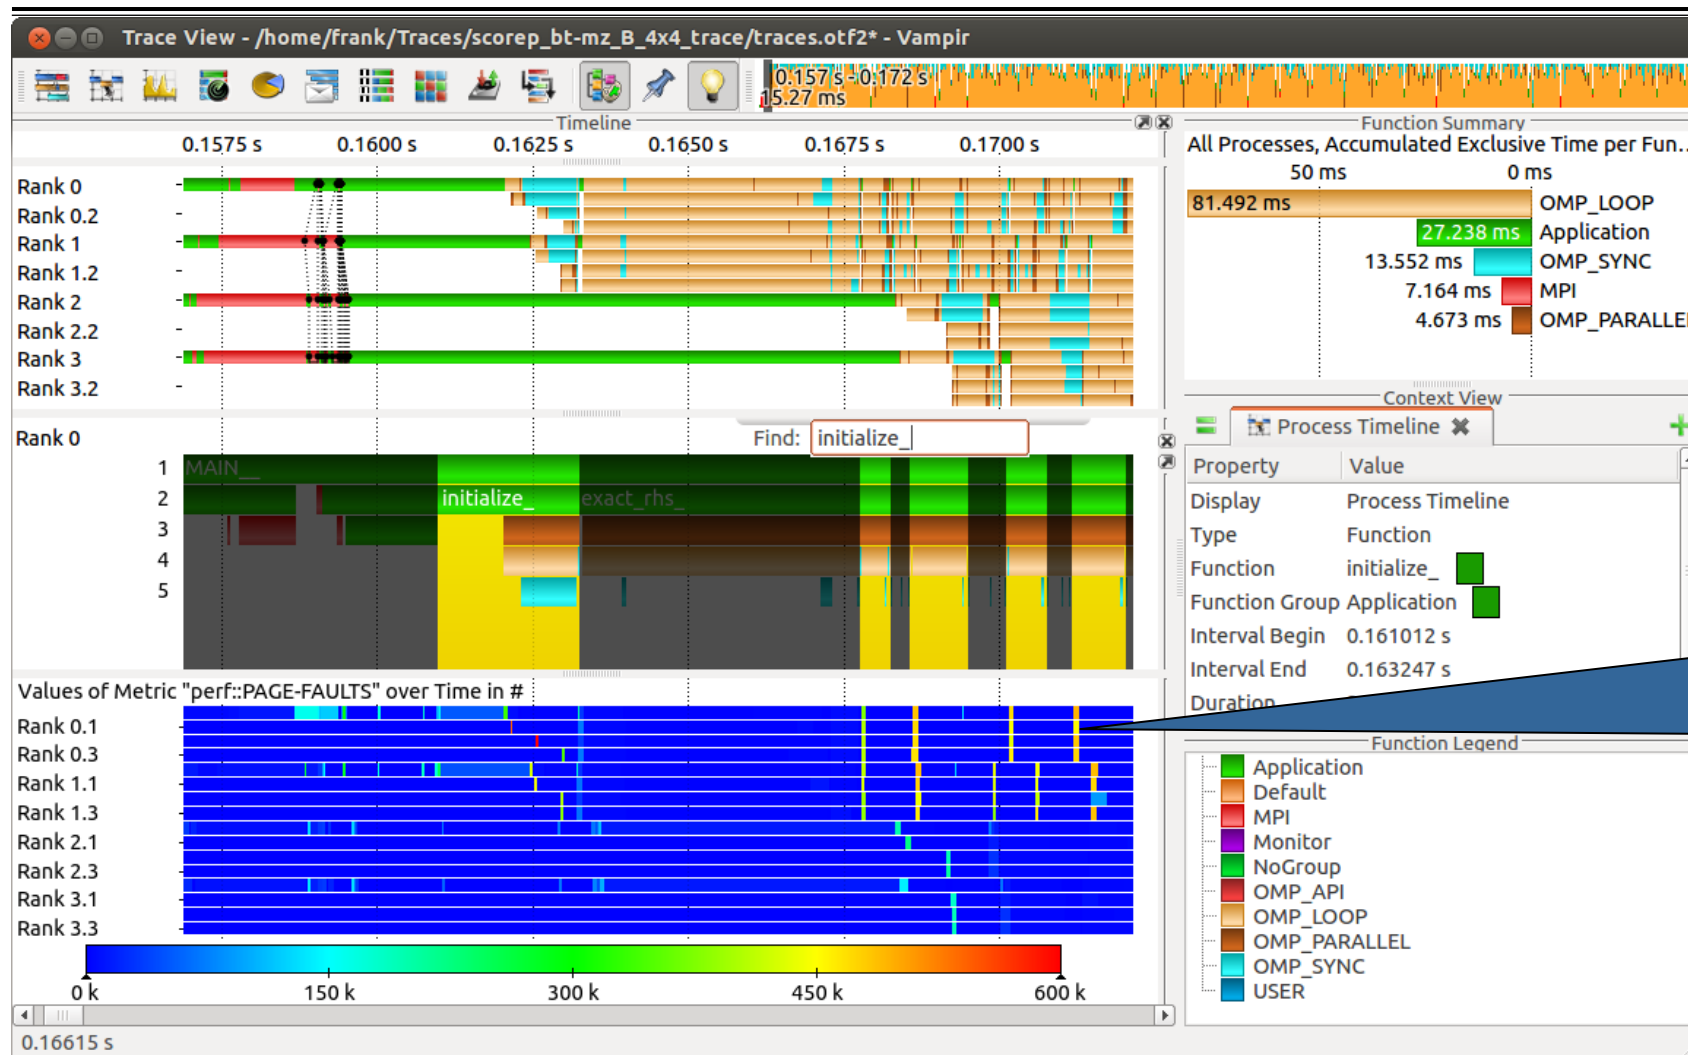 Trace View - /home/frank/Traces/scorep_bt-mz_B_4x4_trace/traces.otf2* - Vampir
0.157 s - 0.172 s
15.27 ms
Timeline
0.1575 s 0.1600 s 0.1625 s 0.1650 s 0.1675 s 0.1700 s
Rank 0
Rank 0.2
Rank 1
Rank 1.2
Rank 2
Rank 2.2
Rank 3
Rank 3.2
Rank 0
Find: initialize_
1 MAIN__
2 initialize_ exact_rhs_
3
4
5
Values of Metric "perf::PAGE-FAULTS" over Time in #
Rank 0.1
Rank 0.3
Rank 1.1
Rank 1.3
Rank 2.1
Rank 2.3
Rank 3.1
Rank 3.3
0 k 150 k 300 k 450 k 600 k
0.16615 s
Function Summary
All Processes, Accumulated Exclusive Time per Fun..
50 ms 0 ms
81.492 ms OMP_LOOP
27.238 ms Application
13.552 ms OMP_SYNC
7.164 ms MPI
4.673 ms OMP_PARALLE
Context View
Process Timeline
Property Value
Display Process Timeline
Type Function
Function initialize_
Function Group Application
Interval Begin 0.161012 s
Interval End 0.163247 s
Duration
Function Legend
Application
Default
MPI
Monitor
NoGroup
OMP_API
OMP_LOOP
OMP_PARALLEL
OMP_SYNC
USER